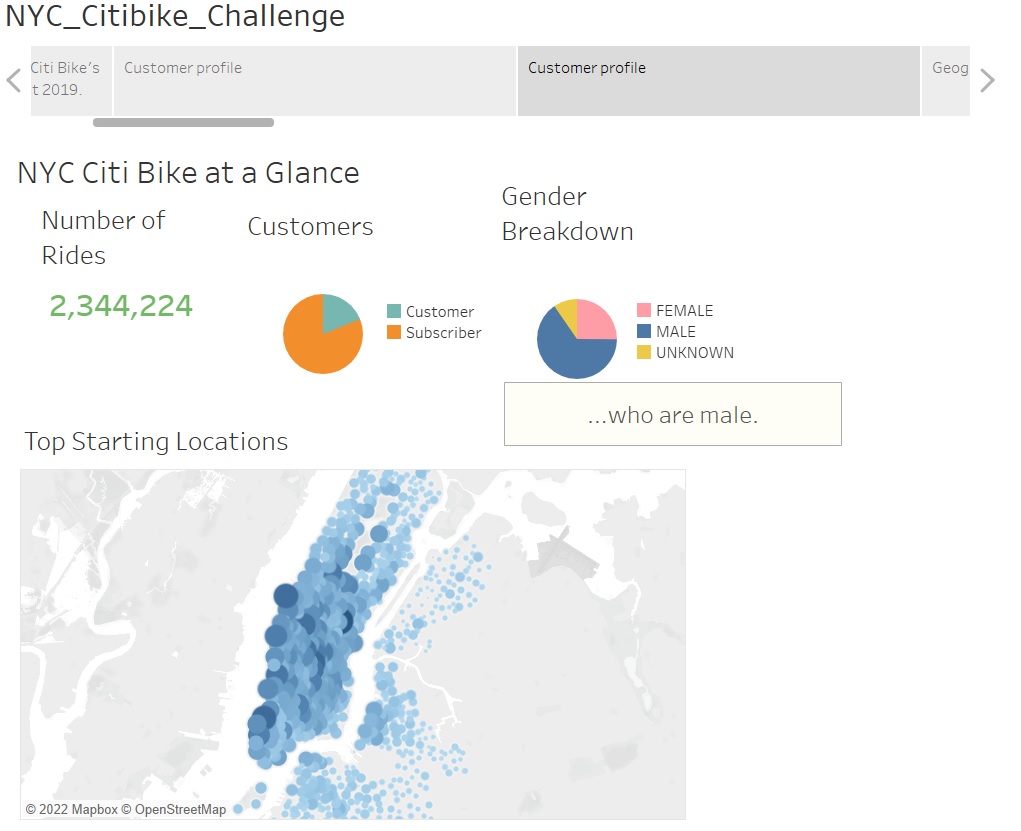 NYC_Citibike_Challenge
Citi Bike's
t 2019.
Customer profile
Customer profile
Geog
NYC Citi Bike at a Glance
Number of
Rides
2,344,224
Customers
Customer
Subscriber
Gender
Breakdown
FEMALE
MALE
UNKNOWN
...who are male.
Top Starting Locations
© 2022 Mapbox © OpenStreetMap